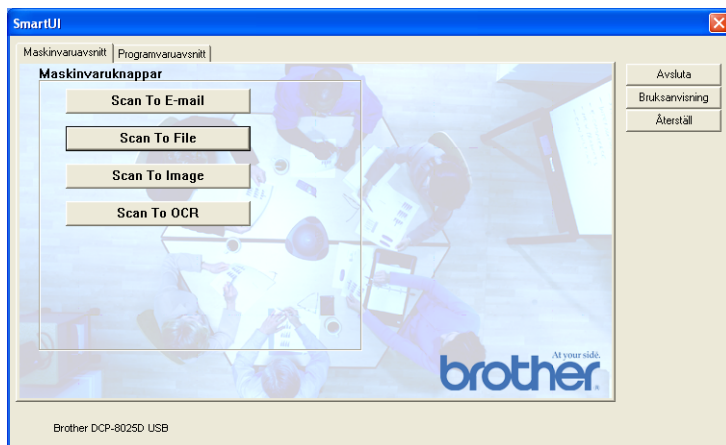 SmartUI
Maskinvaruavsnitt Programvaruavsnitt
Maskinvaruknappar
Scan To E-mail
Scan To File
Scan To Image
Scan To OCR
Avsluta
Bruksanvisning
Återställ
At your side.
brother
Brother DCP-8025D USB